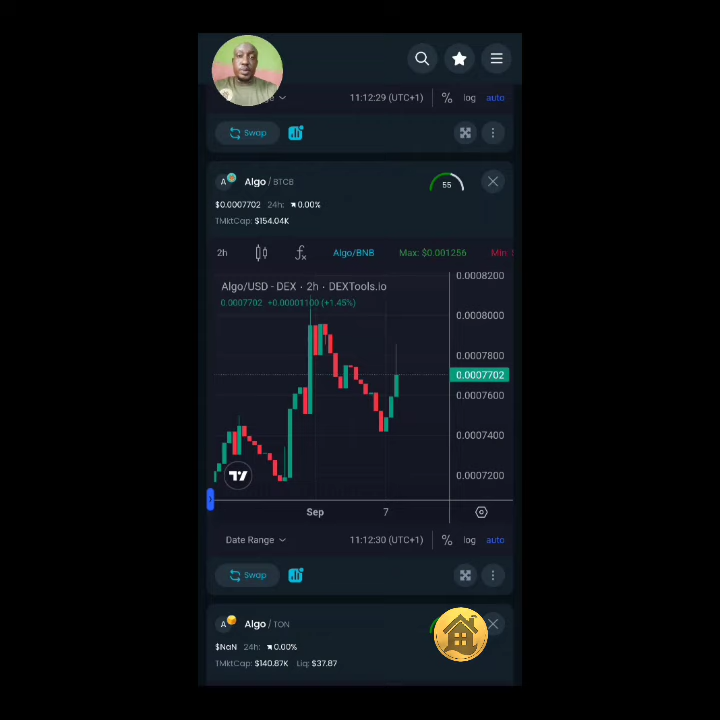 11:12:29 (UTC+1) % log auto
Swap
Algo / BTCB
55
$0.0007702 24h: 0.00%
TMktCap: $154.04K
2h Algo/BNB Max: $0.001256 Min:
Algo/USD - DEX · 2h · DEXTools.io
0.0007702 +0.00001100 (+1.45%)
0.0008200
0.0008000
0.0007800
0.0007702
0.0007600
0.0007400
0.0007200
Sep 7
Date Range 11:12:30 (UTC+1) % log auto
Swap
Algo / TON
$NaN 24h: 0.00%
TMktCap: $140.87K Liq: $37.87